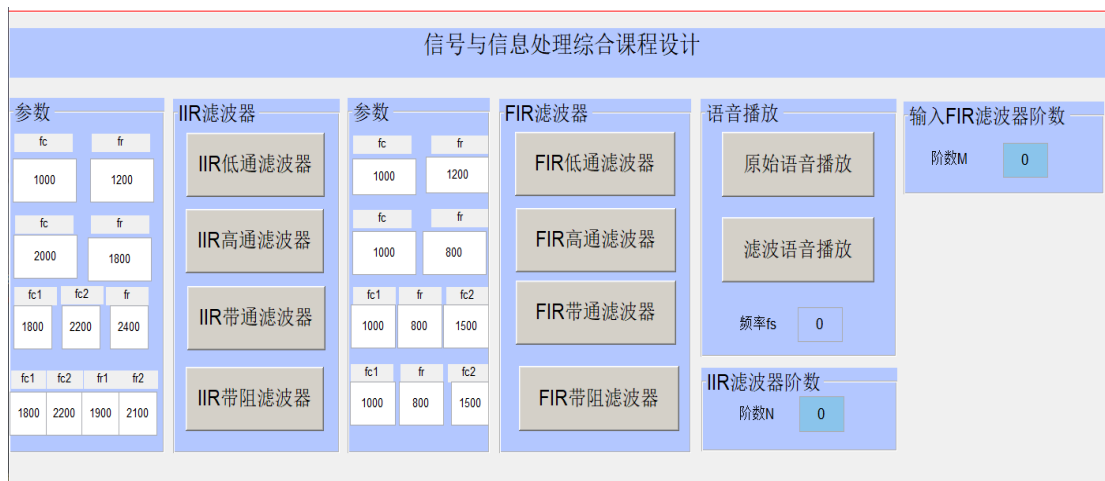 信号与信息处理综合课程设计
参数
fc fr
1000 1200
fc fr
2000 1800
fc1 fc2 fr
1800 2200 2400
fc1 fc2 fr1 fr2
1800 2200 1900 2100
IIR滤波器
IIR低通滤波器
IIR高通滤波器
IIR带通滤波器
IIR带阻滤波器
参数
fc fr
1000 1200
fc fr
1000 800
fc1 fr fc2
1000 800 1500
fc1 fr fc2
1000 800 1500
FIR滤波器
FIR低通滤波器
FIR高通滤波器
FIR带通滤波器
FIR带阻滤波器
语音播放
原始语音播放
滤波语音播放
频率fs 0
IIR滤波器阶数
阶数N 0
输入FIR滤波器阶数
阶数M 0